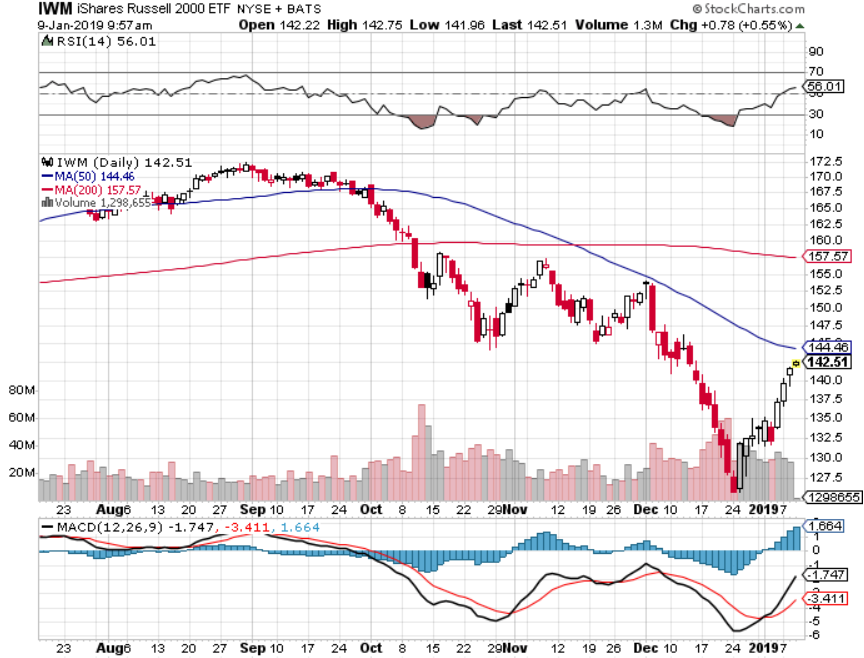 IWM iShares Russell 2000 ETF NYSE + BATS © StockCharts.com
9-Jan-2019 9:57am Open 142.22 High 142.75 Low 141.96 Last 142.51 Volume 1.3M Chg +0.78 (+0.55%)
RSI(14) 56.01
90
70
56.01
50
30
10
IWM (Daily) 142.51
MA(50) 144.46
MA(200) 157.57
Volume 1,298,655
172.5
170.0
167.5
165.0
162.5
160.0
157.57
155.0
152.5
150.0
147.5
144.46
142.51
140.0
137.5
135.0
132.5
130.0
127.5
1298655
80M
60M
40M
20M
23 Aug 6 13 20 27 Sep 10 17 24 Oct 8 15 22 29 Nov 12 19 26 Dec 10 17 24 2019 7
MACD(12,26,9) -1.747, -3.411, 1.664
1.664
1
0
-1
-1.747
-3.411
-4
-5
-6
23 Aug 6 13 20 27 Sep 10 17 24 Oct 8 15 22 29 Nov 12 19 26 Dec 10 17 24 2019 7